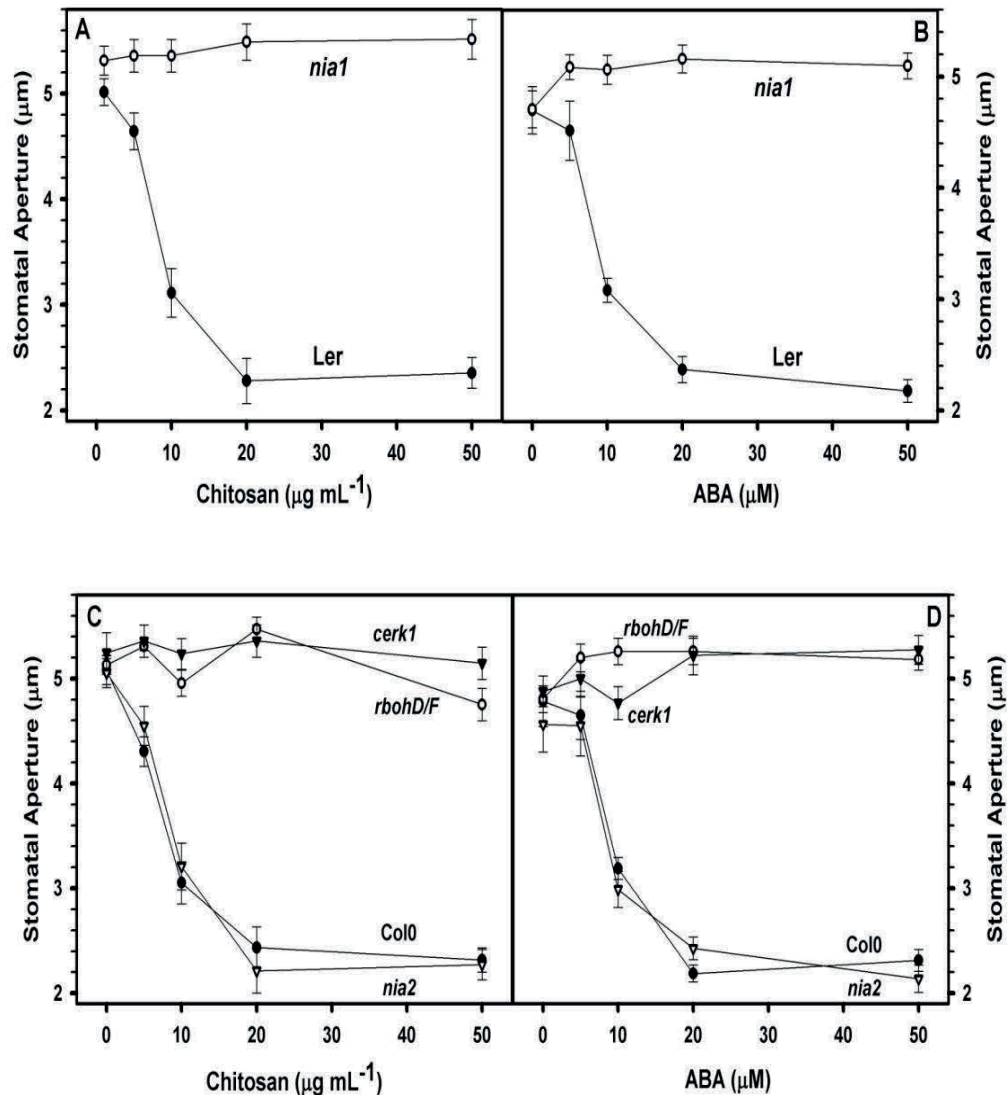 A
B
Stomatal Aperture (μm)
5
4
3
2
nia1
Ler
0 10 20 30 40 50
Chitosan (μg mL-1)
nia1
Ler
5
4
3
2
Stomatal Aperture (μm)
0 10 20 30 40 50
ABA (μM)
C
D
Stomatal Aperture (μm)
5
4
3
2
cerk1
rbohD/F
Col0
nia2
0 10 20 30 40 50
Chitosan (μg mL-1)
rbohD/F
cerk1
Col0
nia2
5
4
3
2
Stomatal Aperture (μm)
0 10 20 30 40 50
ABA (μM)